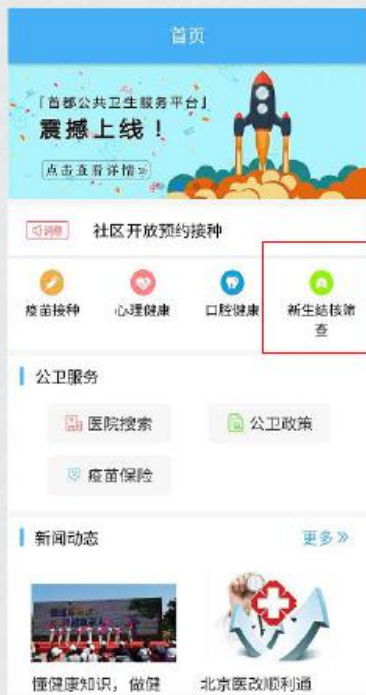 首页
「首都公共卫生服务平台」
震撼上线！
点击查看详情»
消息 社区开放预约接种
疫苗接种 心理健康 口腔健康 新生结核筛
查
公卫服务
医院搜索 公卫政策
疫苗保险
新闻动态 更多»
懂健康知识，做健 北京医改顺利通